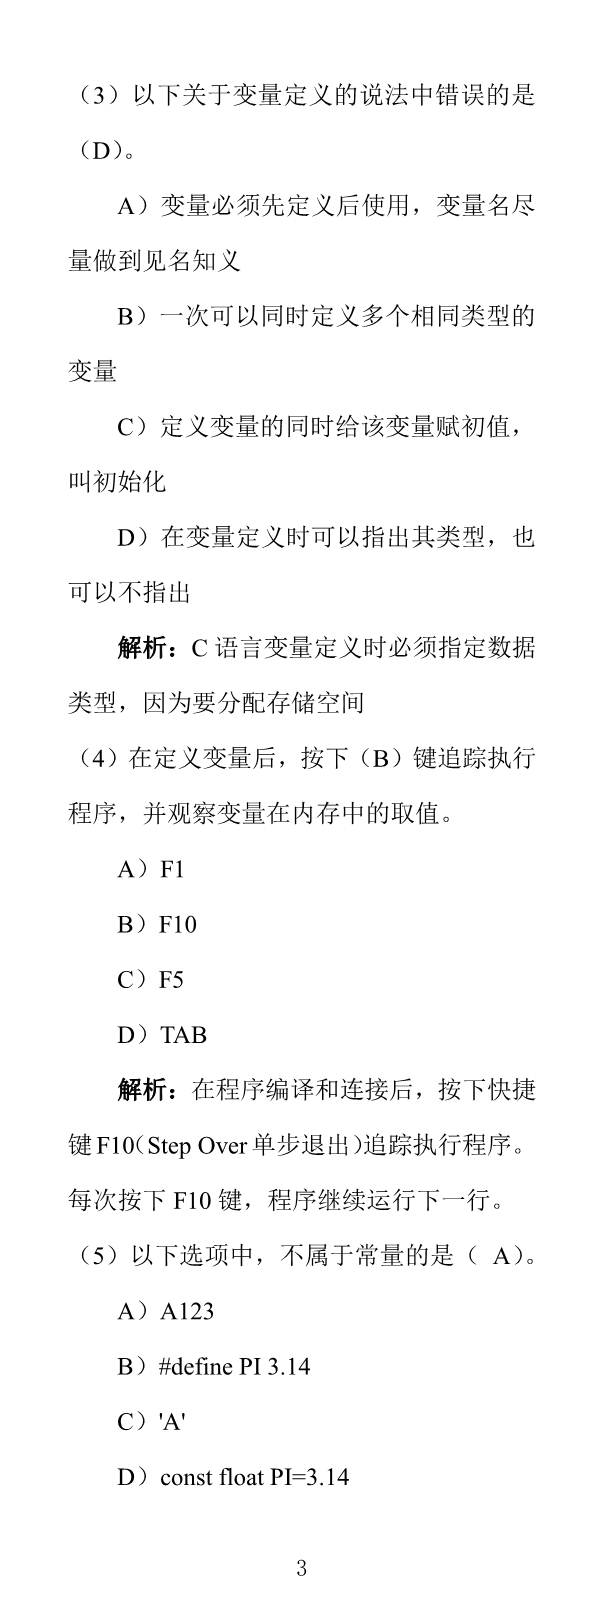 （3）以下关于变量定义的说法中错误的是
（D）。
A）变量必须先定义后使用，变量名尽
量做到见名知义
B）一次可以同时定义多个相同类型的
变量
C）定义变量的同时给该变量赋初值，
叫初始化
D）在变量定义时可以指出其类型，也
可以不指出
解析：C 语言变量定义时必须指定数据
类型，因为要分配存储空间
（4）在定义变量后，按下（B）键追踪执行
程序，并观察变量在内存中的取值。
A）F1
B）F10
C）F5
D）TAB
解析：在程序编译和连接后，按下快捷
键 F10（Step Over 单步退出）追踪执行程序。
每次按下 F10 键，程序继续运行下一行。
（5）以下选项中，不属于常量的是（ A）。
A）A123
B）#define PI 3.14
C）'A'
D）const float PI=3.14
3